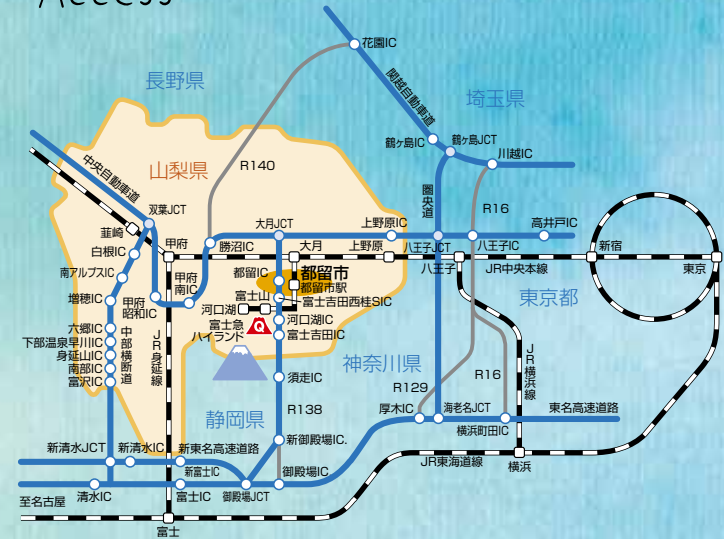 Access
花園IC
長野県
関越自動車道
埼玉県
鶴ヶ島IC
鶴ヶ島JCT
川越IC
中央自動車道
山梨県
R140
圏央道
R16
双葉JCT
韮崎
白根IC
甲府
勝沼IC
大月JCT
大月
上野原IC
上野原
八王子JCT
八王子IC
高井戸IC
新宿
南アルプスIC
甲府
南IC
都留IC
都留市
都留市駅
八王子
JR中央本線
東京
増穂IC
甲府
昭和IC
富士山
富士吉田西桂SIC
東京都
河口湖
河口湖IC
六郷IC
下部温泉早川IC
身延山IC
南部IC
富沢IC
中部横断道
JR身延線
富士急
ハイランド
Q
富士吉田IC
神奈川県
JR横浜線
須走IC
R129
R16
静岡県
R138
厚木IC
海老名JCT
横浜町田IC
東名高速道路
新清水JCT
新清水IC
新東名高速道路
新御殿場IC.
新富士IC
御殿場IC
JR東海道線
横浜
至名古屋
清水IC
富士IC
御殿場JCT
富士